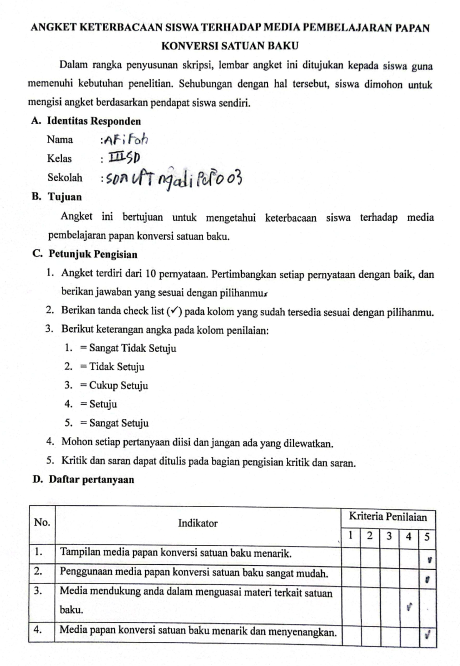 ANGKET KETERBACAAN SISWA TERHADAP MEDIA PEMBELAJARAN PAPAN
KONVERSI SATUAN BAKU
Dalam rangka penyusunan skripsi, lembar angket ini ditujukan kepada siswa guna
memenuhi kebutuhan penelitian. Sehubungan dengan hal tersebut, siswa dimohon untuk
mengisi angket berdasarkan pendapat siswa sendiri.
A. Identitas Responden
Nama : AFiFah
Kelas : III SD
Sekolah : SDN UPT 03
B. Tujuan
Angket ini bertujuan untuk mengetahui keterbacaan siswa terhadap media
pembelajaran papan konversi satuan baku.
C. Petunjuk Pengisian
1. Angket terdiri dari 10 pernyataan. Pertimbangkan setiap pernyataan dengan baik, dan
berikan jawaban yang sesuai dengan pilihanmu.
2. Berikan tanda check list (✓) pada kolom yang sudah tersedia sesuai dengan pilihanmu.
3. Berikut keterangan angka pada kolom penilaian:
1. = Sangat Tidak Setuju
2. = Tidak Setuju
3. = Cukup Setuju
4. = Setuju
5. = Sangat Setuju
4. Mohon setiap pertanyaan diisi dan jangan ada yang dilewatkan.
5. Kritik dan saran dapat ditulis pada bagian pengisian kritik dan saran.
D. Daftar pertanyaan
No. Indikator Kriteria Penilaian
1 2 3 4 5
1. Tampilan media papan konversi satuan baku menarik. ✓
2. Penggunaan media papan konversi satuan baku sangat mudah. ✓
3. Media mendukung anda dalam menguasai materi terkait satuan
baku. ✓
4. Media papan konversi satuan baku menarik dan menyenangkan. ✓